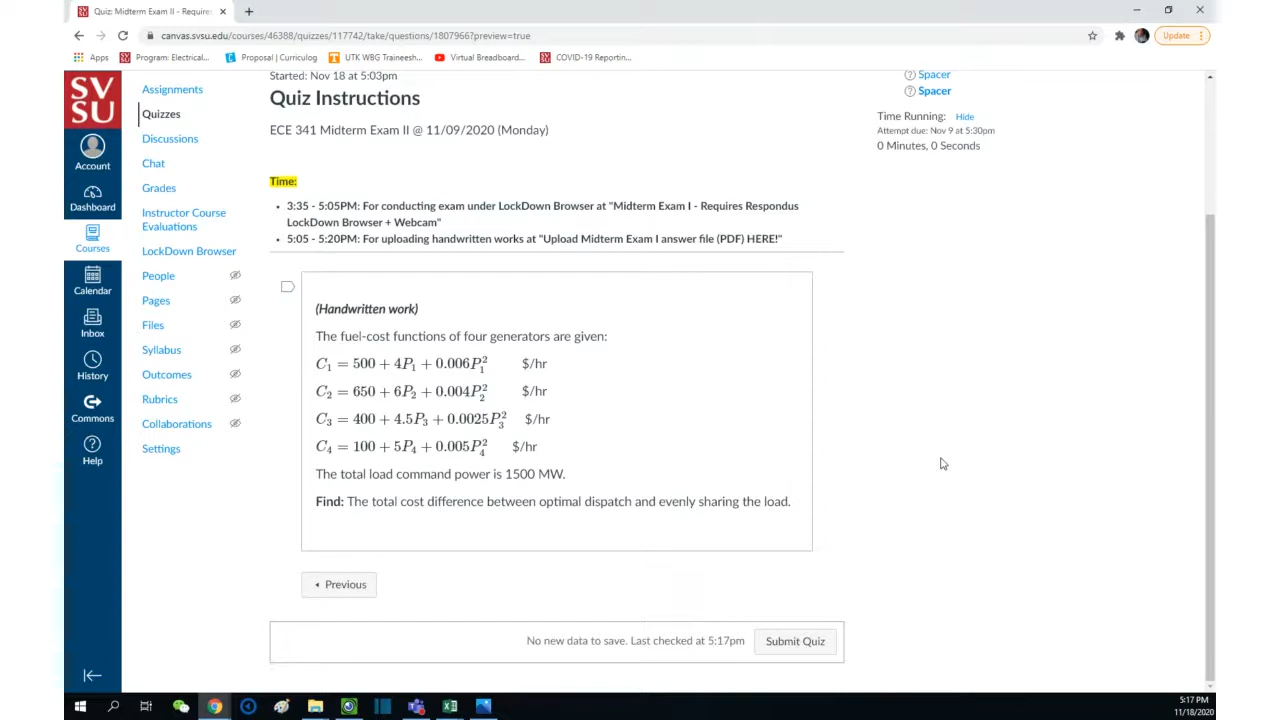 Quiz: Midterm Exam II - Require:
canvas.svsu.edu/courses/46388/quizzes/117742/take/questions/1807966?preview=true
Update
Apps
Program: Electrical...
Proposal | Curriculog
UTK WBG Traineesh...
Virtual Breadboard...
COVID-19 Reportin...
SV
SU
Account
Dashboard
Courses
Calendar
Inbox
History
Commons
Help
Assignments
Quizzes
Discussions
Chat
Grades
Instructor Course
Evaluations
LockDown Browser
People
Pages
Files
Syllabus
Outcomes
Rubrics
Collaborations
Settings
Started: Nov 18 at 5:03pm
Quiz Instructions
ECE 341 Midterm Exam II @ 11/09/2020 (Monday)
Time:
• 3:35 - 5:05PM: For conducting exam under LockDown Browser at "Midterm Exam I - Requires Respondus
LockDown Browser + Webcam"
• 5:05 - 5:20PM: For uploading handwritten works at "Upload Midterm Exam I answer file (PDF) HERE!"
(Handwritten work)
The fuel-cost functions of four generators are given:
C₁ = 500 + 4P₁ + 0.006P₁² $/hr
C₂ = 650 + 6P₂ + 0.004P₂² $/hr
C₃ = 400 + 4.5P₃ + 0.0025P₃² $/hr
C₄ = 100 + 5P₄ + 0.005P₄² $/hr
The total load command power is 1500 MW.
Find: The total cost difference between optimal dispatch and evenly sharing the load.
◂ Previous
No new data to save. Last checked at 5:17pm
Submit Quiz
Spacer
Spacer
Time Running: Hide
Attempt due: Nov 9 at 5:30pm
0 Minutes, 0 Seconds
5:17 PM
11/18/2020